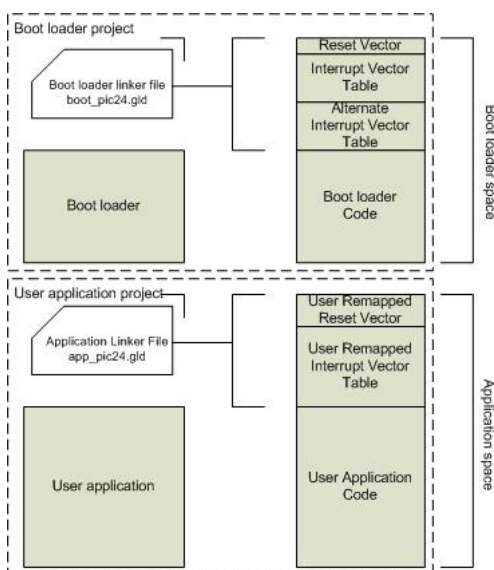 Boot loader project
Boot loader linker file
boot_pic24.gld
Reset Vector
Interrupt Vector
Table
Alternate
Interrupt Vector
Table
Boot loader
Boot loader
Code
Boot loader space
User application project
Application Linker File
app_pic24.gld
User Remapped
Reset Vector
User Remapped
Interrupt Vector
Table
User application
User Application
Code
Application space